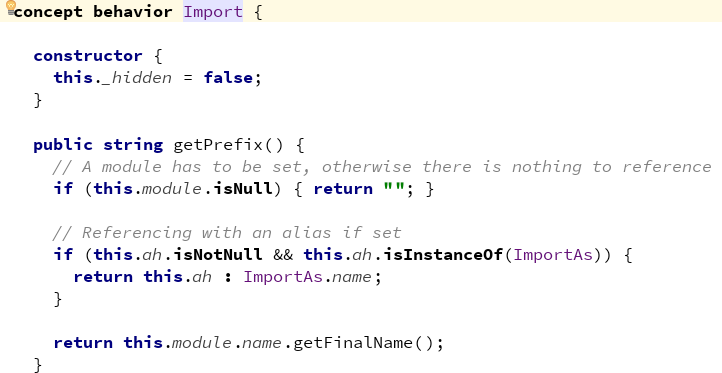 concept behavior Import {
constructor {
this._hidden = false;
}
public string getPrefix() {
// A module has to be set, otherwise there is nothing to reference
if (this.module.isNull) { return ""; }
// Referencing with an alias if set
if (this.ah.isNotNull && this.ah.isInstanceOf(ImportAs)) {
return this.ah : ImportAs.name;
}
return this.module.name.getFinalName();
}